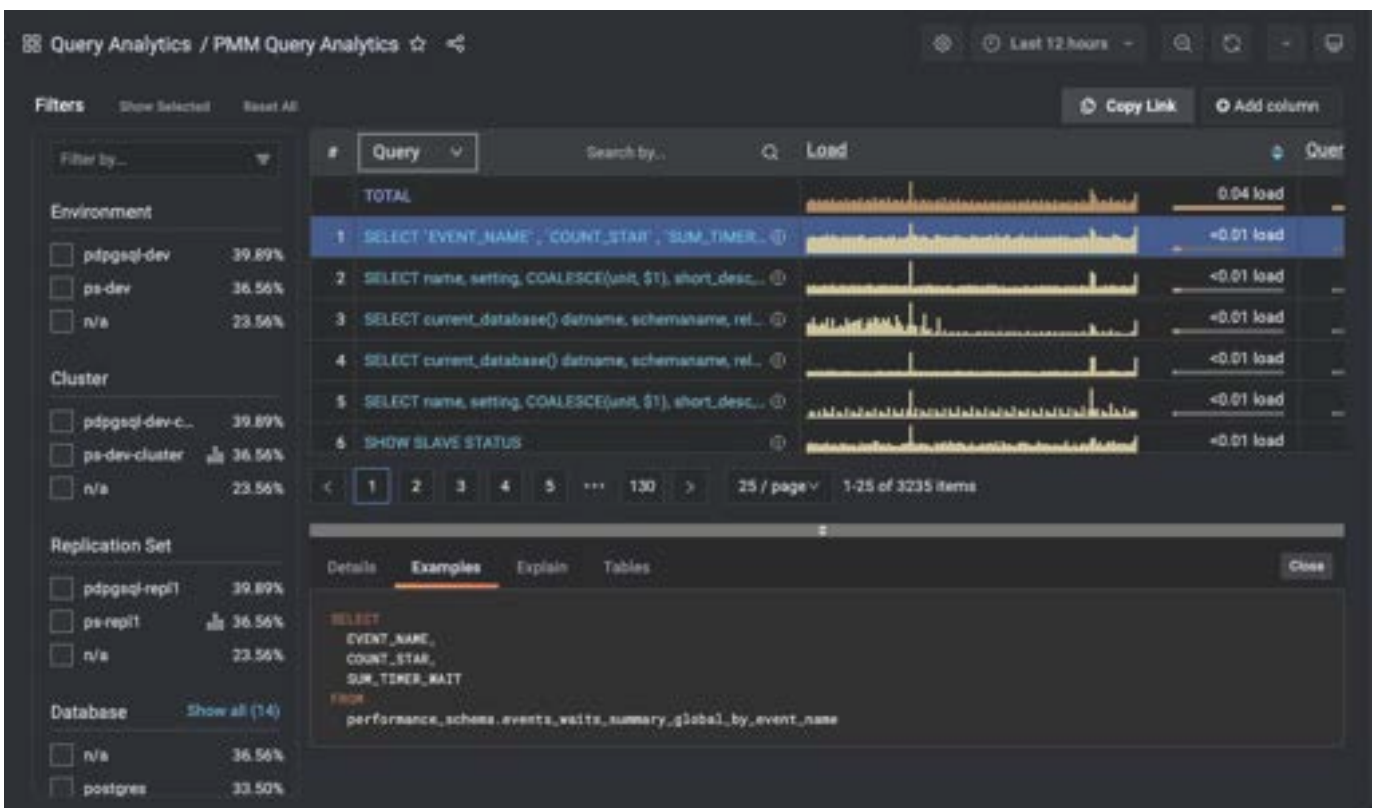 Query Analytics / PMM Query Analytics
Last 12 hours
Filters Show Selected Reset All
Copy Link Add column
Filter by...
# Query Search by... Load Quer
TOTAL 0.04 load
1 SELECT `EVENT_NAME` , `COUNT_STAR` , `SUM_TIMER... <0.01 load
2 SELECT name, setting, COALESCE(unit, $1), short_desc,... <0.01 load
3 SELECT current_database() datname, schemaname, rel... <0.01 load
4 SELECT current_database() datname, schemaname, rel... <0.01 load
5 SELECT name, setting, COALESCE(unit, $1), short_desc,... <0.01 load
6 SHOW SLAVE STATUS <0.01 load
Environment
pdpgsql-dev 39.89%
ps-dev 36.56%
n/a 23.56%
Cluster
pdpgsql-dev-c... 39.89%
ps-dev-cluster 36.56%
n/a 23.56%
Replication Set
pdpgsql-repl1 39.89%
ps-repl1 36.56%
n/a 23.56%
Database Show all (14)
n/a 36.56%
postgres 33.50%
< 1 2 3 4 5 ••• 130 > 25 / page 1-25 of 3235 items
Details Examples Explain Tables Close
SELECT
EVENT_NAME,
COUNT_STAR,
SUM_TIMER_WAIT
FROM
performance_schema.events_waits_summary_global_by_event_name